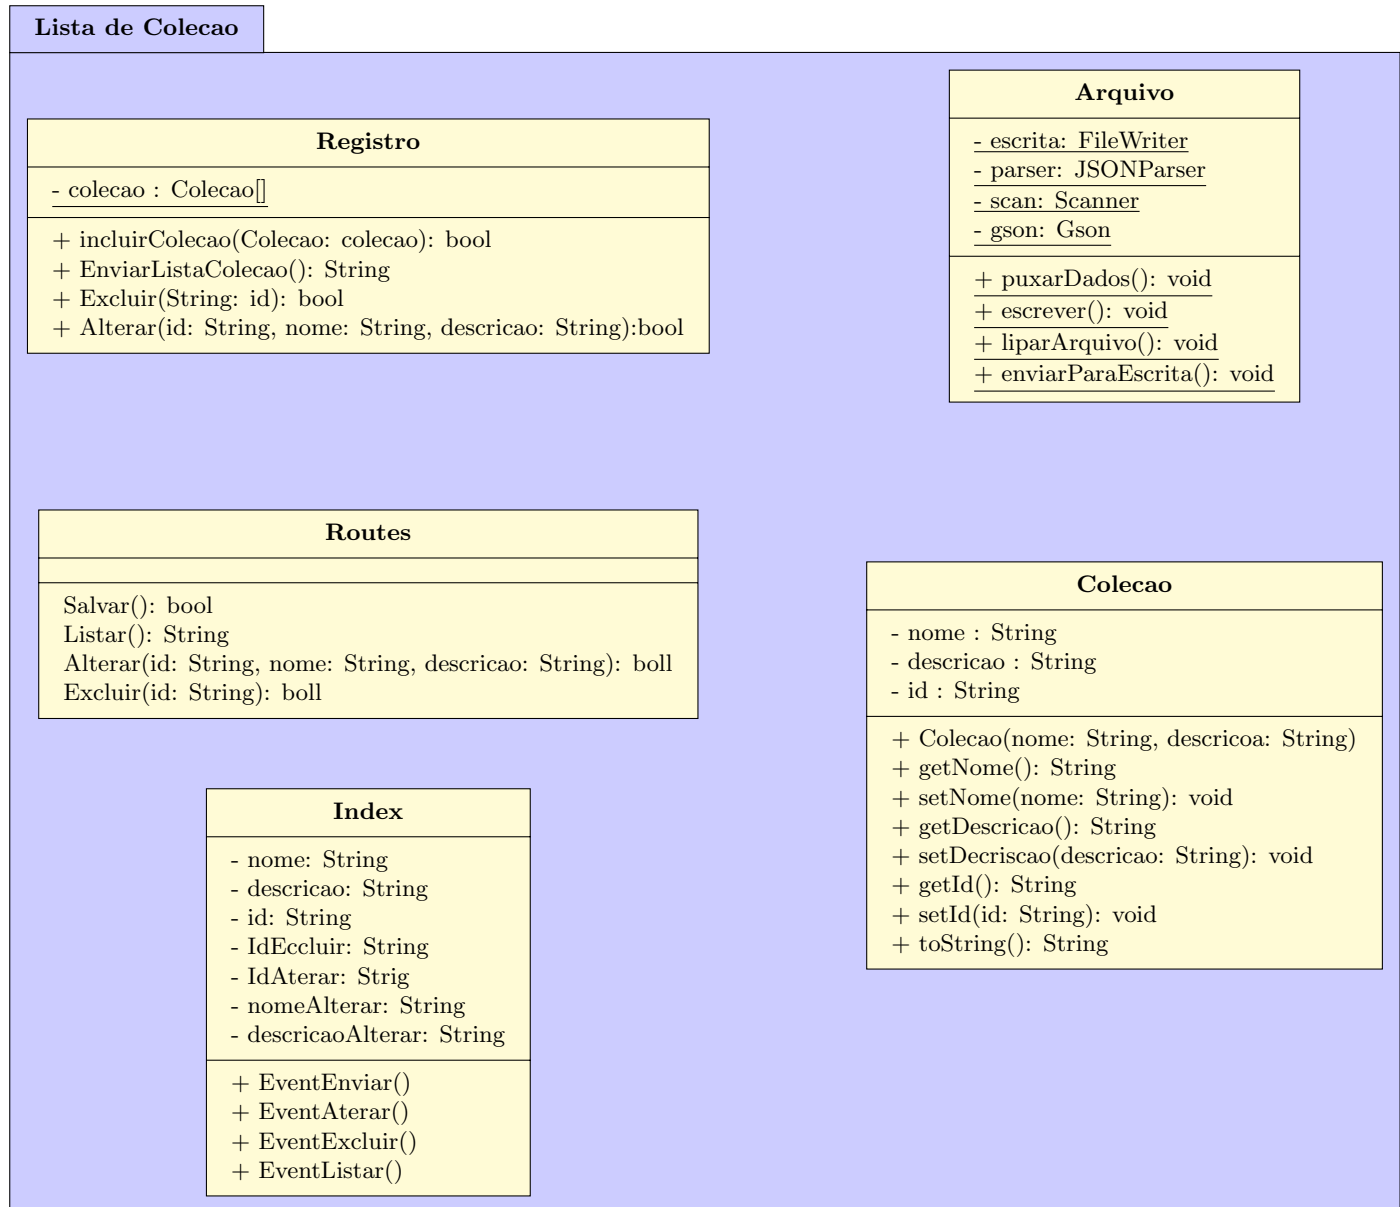 Lista de Colecao
Registro
- colecao : Colecao[]
+ incluirColecao(Colecao: colecao): bool
+ EnviarListaColecao(): String
+ Excluir(String: id): bool
+ Alterar(id: String, nome: String, descricao: String):bool
Arquivo
- escrita: FileWriter
- parser: JSONParser
- scan: Scanner
- gson: Gson
+ puxarDados(): void
+ escrever(): void
+ liparArquivo(): void
+ enviarParaEscrita(): void
Routes
Salvar(): bool
Listar(): String
Alterar(id: String, nome: String, descricao: String): boll
Excluir(id: String): boll
Colecao
- nome : String
- descricao : String
- id : String
+ Colecao(nome: String, descricoa: String)
+ getNome(): String
+ setNome(nome: String): void
+ getDescricao(): String
+ setDecriscao(descricao: String): void
+ getId(): String
+ setId(id: String): void
+ toString(): String
Index
- nome: String
- descricao: String
- id: String
- IdEccluir: String
- IdAterar: Strig
- nomeAlterar: String
- descricaoAlterar: String
+ EventEnviar()
+ EventAterar()
+ EventExcluir()
+ EventListar()